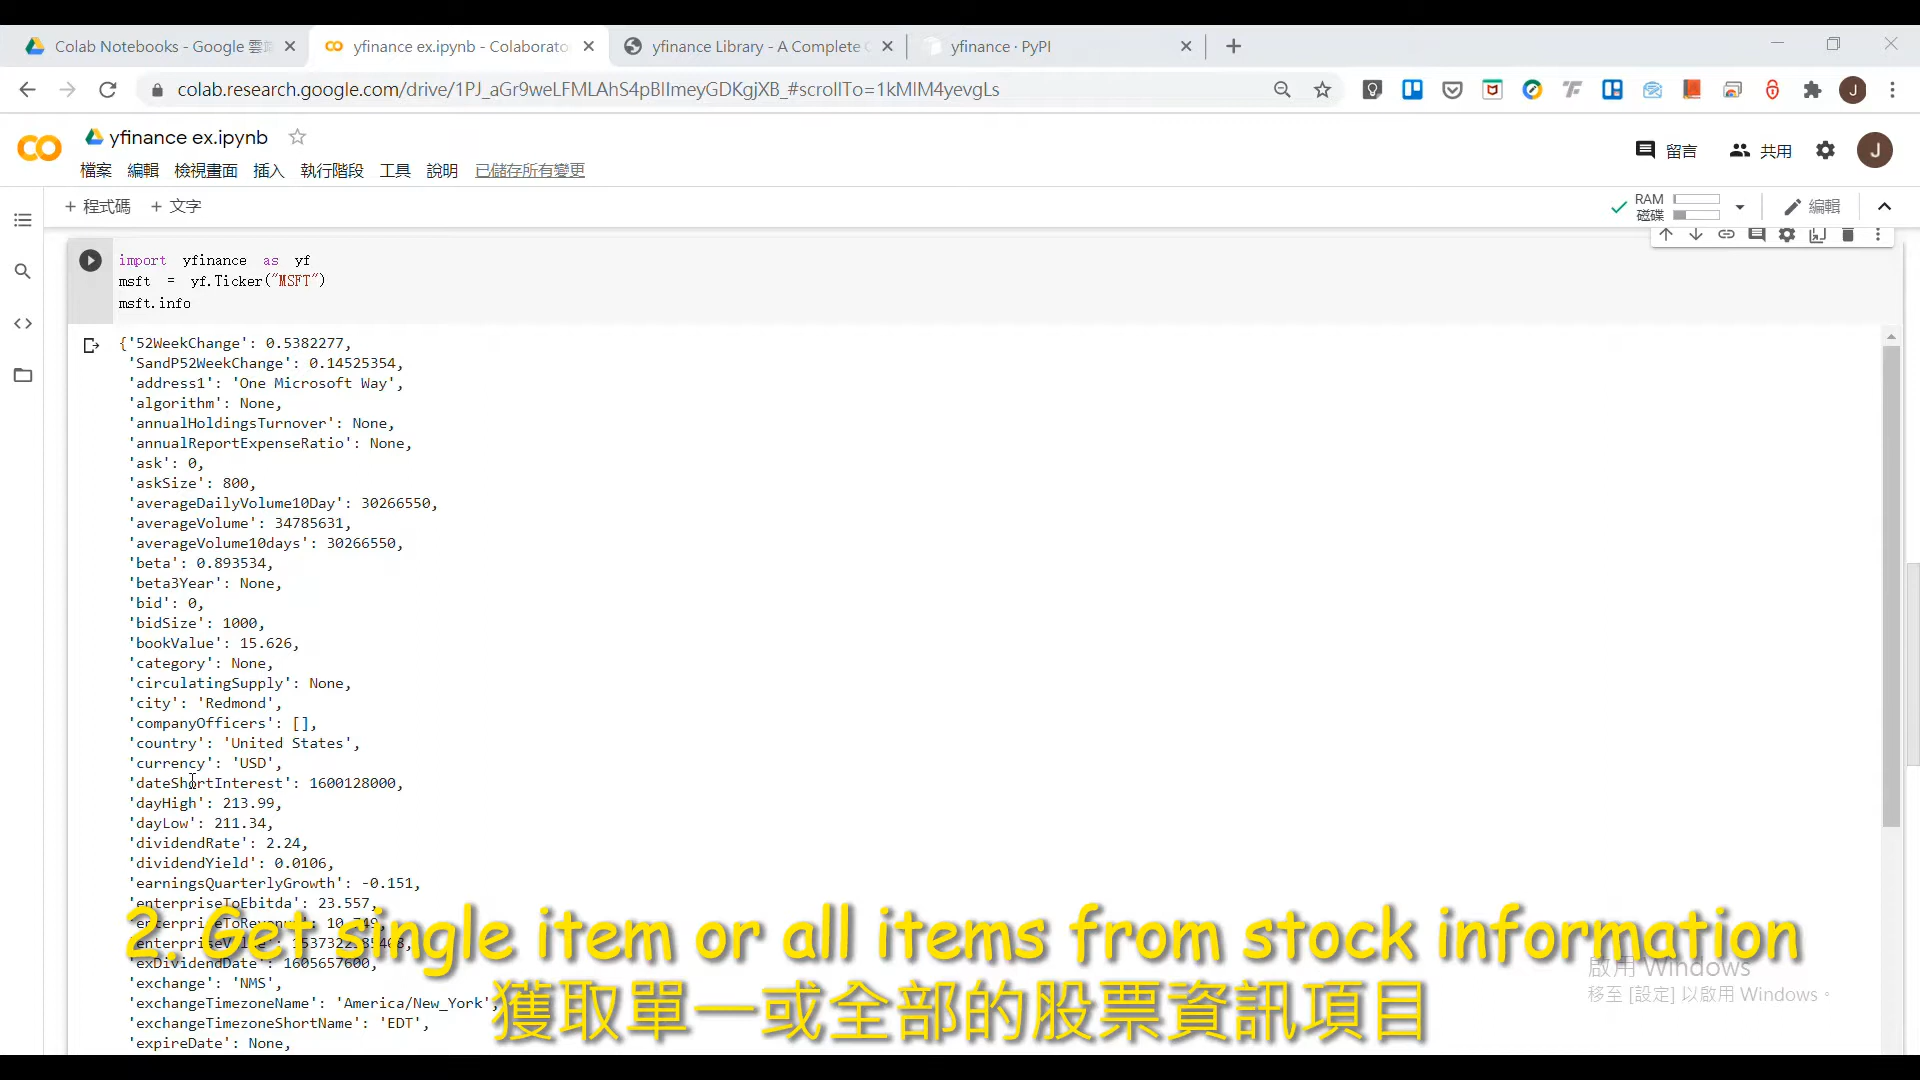 Colab Notebooks - Google 雲
yfinance ex.ipynb - Colaborato
yfinance Library - A Complete
yfinance · PyPI
colab.research.google.com/drive/1PJ_aGr9weLFMLAhS4pBlImeyGDKgjXB_#scrollTo=1kMlM4yevgLs
J
yfinance ex.ipynb
檔案 編輯 檢視畫面 插入 執行階段 工具 說明 已儲存所有變更
留言 共用 J
+ 程式碼 + 文字
RAM
磁碟
編輯
import yfinance as yf
msft = yf.Ticker("MSFT")
msft.info
{'52WeekChange': 0.5382277,
'SandP52WeekChange': 0.14525354,
'address1': 'One Microsoft Way',
'algorithm': None,
'annualHoldingsTurnover': None,
'annualReportExpenseRatio': None,
'ask': 0,
'askSize': 800,
'averageDailyVolume10Day': 30266550,
'averageVolume': 34785631,
'averageVolume10days': 30266550,
'beta': 0.893534,
'beta3Year': None,
'bid': 0,
'bidSize': 1000,
'bookValue': 15.626,
'category': None,
'circulatingSupply': None,
'city': 'Redmond',
'companyOfficers': [],
'country': 'United States',
'currency': 'USD',
'dateShortInterest': 1600128000,
'dayHigh': 213.99,
'dayLow': 211.34,
'dividendRate': 2.24,
'dividendYield': 0.0106,
'earningsQuarterlyGrowth': -0.151,
'enterpriseToEbitda': 23.557,
'enterpriseToRevenue': 10.749,
2. Get single item or all items from stock information
'exDividendDate': 1605657600,
啟用 Windows
'exchange': 'NMS',
移至 [設定] 以啟用 Windows。
'exchangeTimezoneName': 'America/New_York',
獲取單一或全部的股票資訊項目
'exchangeTimezoneShortName': 'EDT',
'expireDate': None,